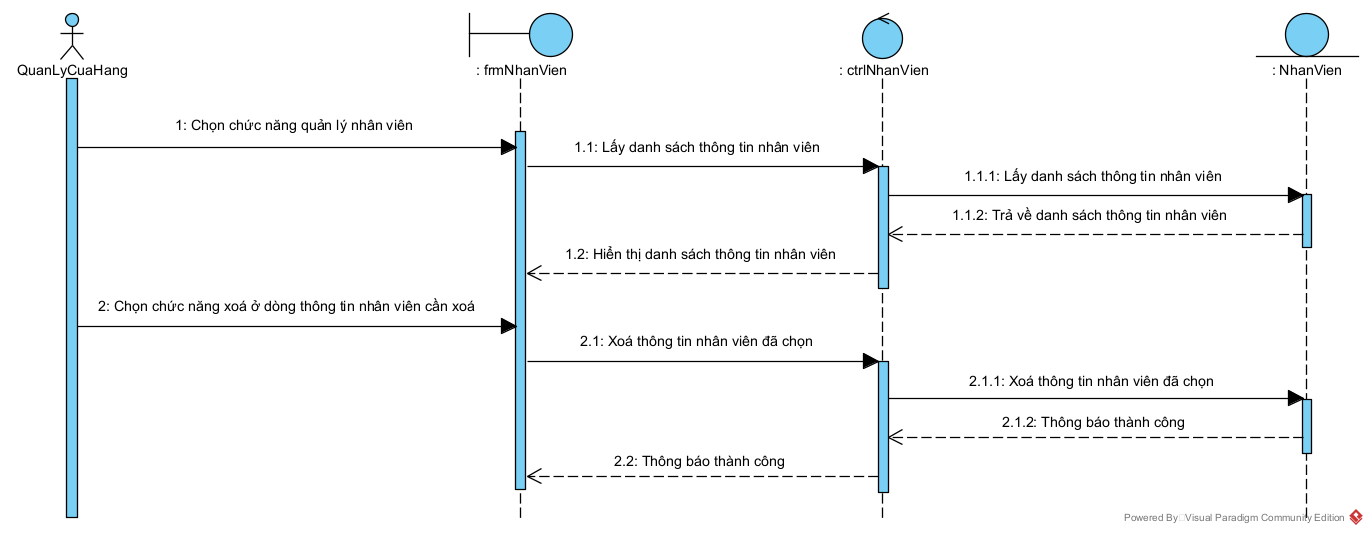 QuanLyCuaHang
: frmNhanVien
: ctrlNhanVien
: NhanVien
1: Chọn chức năng quản lý nhân viên
1.1: Lấy danh sách thông tin nhân viên
1.1.1: Lấy danh sách thông tin nhân viên
1.1.2: Trả về danh sách thông tin nhân viên
1.2: Hiển thị danh sách thông tin nhân viên
2: Chọn chức năng xoá ở dòng thông tin nhân viên cần xoá
2.1: Xoá thông tin nhân viên đã chọn
2.1.1: Xoá thông tin nhân viên đã chọn
2.1.2: Thông báo thành công
2.2: Thông báo thành công
Powered By Visual Paradigm Community Edition